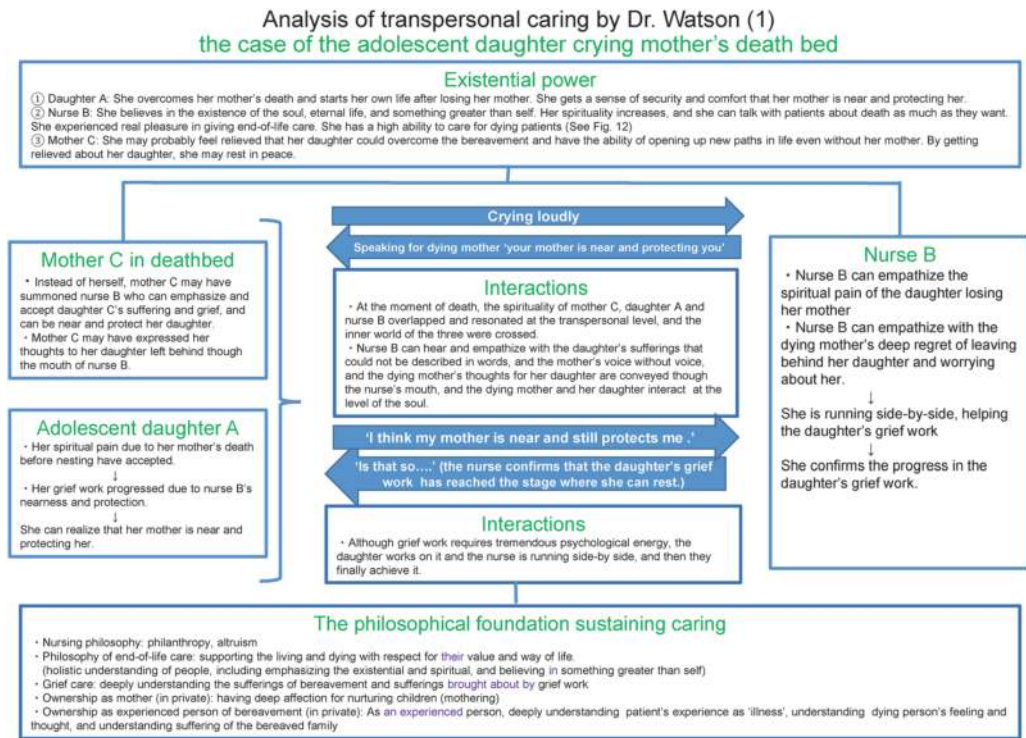 Analysis of transpersonal caring by Dr. Watson (1)
the case of the adolescent daughter crying mother's death bed
Existential power
① Daughter A: She overcomes her mother's death and starts her own life after losing her mother. She gets a sense of security and comfort that her mother is near and protecting her.
② Nurse B: She believes in the existence of the soul, eternal life, and something greater than self. Her spirituality increases, and she can talk with patients about death as much as they want.
She experienced real pleasure in giving end-of-life care. She has a high ability to care for dying patients (See Fig. 12)
③ Mother C: She may probably feel relieved that her daughter could overcome the bereavement and have the ability of opening up new paths in life even without her mother. By getting
relieved about her daughter, she may rest in peace.
Mother C in deathbed
・Instead of herself, mother C may have
summoned nurse B who can emphasize and
accept daughter C's suffering and grief, and
can be near and protect her daughter.
・Mother C may have expressed her
thoughts to her daughter left behind though
the mouth of nurse B.
Adolescent daughter A
・Her spiritual pain due to her mother's death
before nesting have accepted.
↓
・Her grief work progressed due to nurse B's
nearness and protection.
↓
She can realize that her mother is near and
protecting her.
Crying loudly
Speaking for dying mother 'your mother is near and protecting you'
Interactions
・At the moment of death, the spirituality of mother C, daughter A and
nurse B overlapped and resonated at the transpersonal level, and the
inner world of the three were crossed.
・Nurse B can hear and empathize with the daughter's sufferings that
could not be described in words, and the mother's voice without voice,
and the dying mother's thoughts for her daughter are conveyed though
the nurse's mouth, and the dying mother and her daughter interact at the
level of the soul.
'I think my mother is near and still protects me .'
'Is that so....' (the nurse confirms that the daughter's grief
work has reached the stage where she can rest.)
Interactions
・Although grief work requires tremendous psychological energy, the
daughter works on it and the nurse is running side-by side, and then they
finally achieve it.
Nurse B
・Nurse B can empathize the
spiritual pain of the daughter losing
her mother
・Nurse B can empathize with the
dying mother's deep regret of leaving
behind her daughter and worrying
about her.
↓
She is running side-by-side, helping
the daughter's grief work
↓
She confirms the progress in the
daughter's grief work.
The philosophical foundation sustaining caring
・Nursing philosophy: philanthropy, altruism
・Philosophy of end-of-life care: supporting the living and dying with respect for their value and way of life.
(holistic understanding of people, including emphasizing the existential and spiritual, and believing in something greater than self)
・Grief care: deeply understanding the sufferings of bereavement and sufferings brought about by grief work
・Ownership as mother (in private): having deep affection for nurturing children (mothering)
・Ownership as experienced person of bereavement (in private): As an experienced person, deeply understanding patient's experience as 'illness', understanding dying person's feeling and
thought, and understanding suffering of the bereaved family